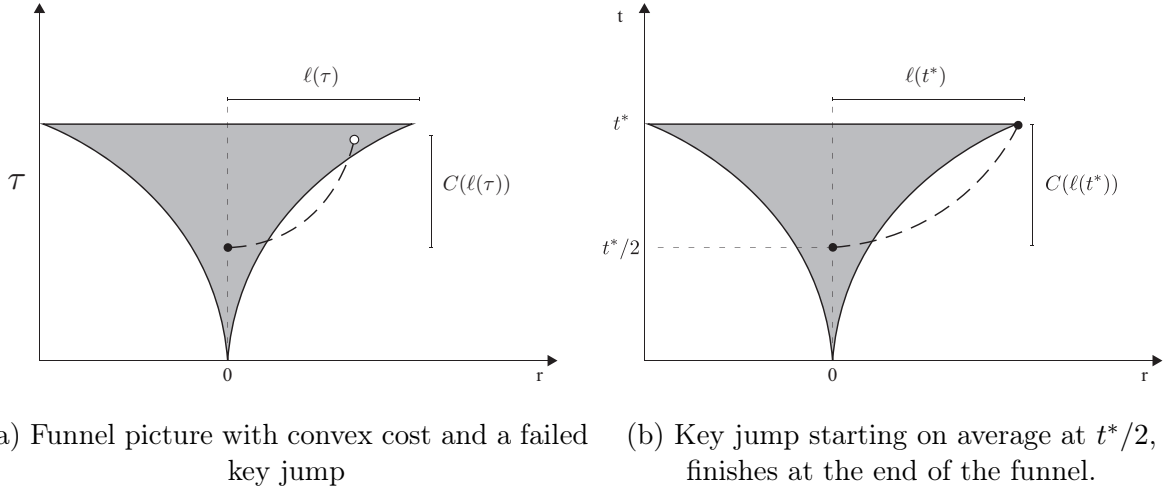 ℓ(τ)
τ
C(ℓ(τ))
0
r
a) Funnel picture with convex cost and a failed
key jump
t
ℓ(t*)
t*
C(ℓ(t*))
t*/2
0
r
(b) Key jump starting on average at t*/2,
finishes at the end of the funnel.